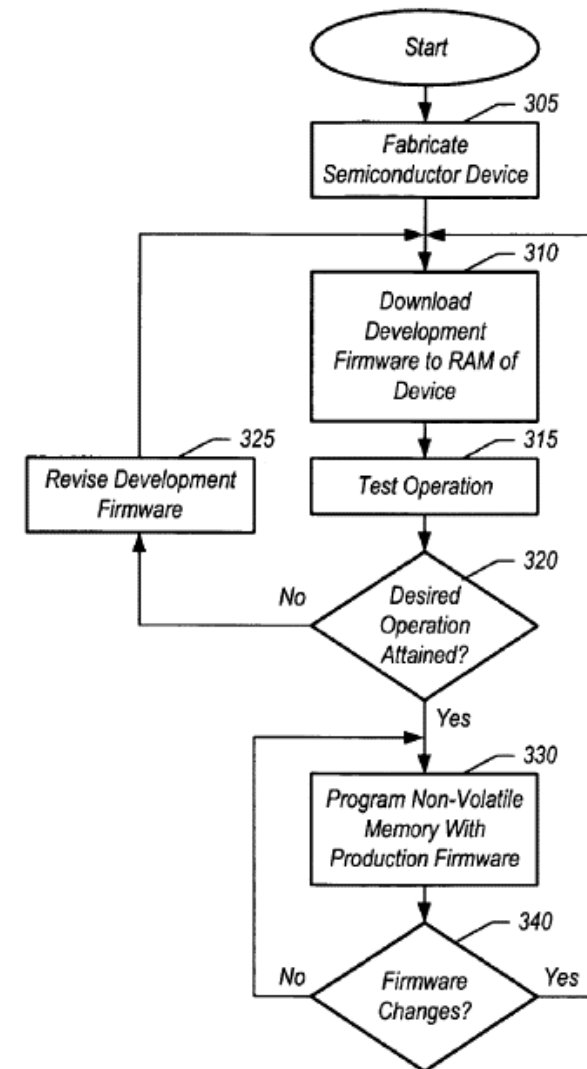 Start
305
Fabricate
Semiconductor Device
310
Download
Development
Firmware to RAM of
Device
325
Revise Development
Firmware
315
Test Operation
320
No
Desired
Operation
Attained?
Yes
330
Program Non-Volatile
Memory With
Production Firmware
340
No
Firmware
Changes?
Yes